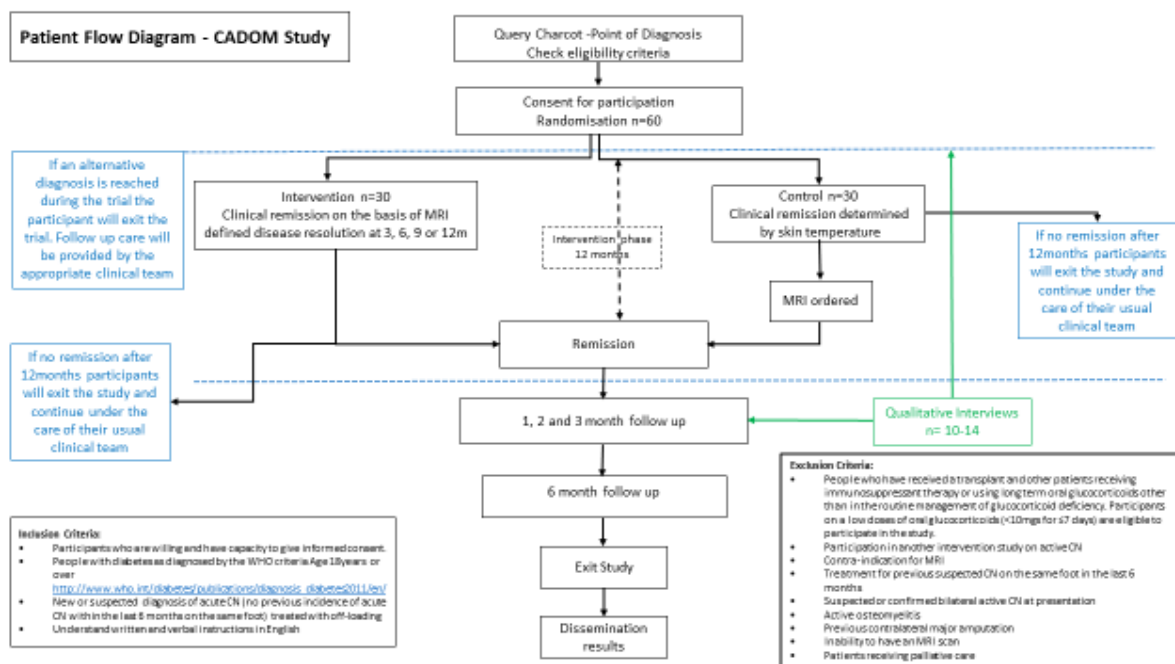 Patient Flow Diagram - CADOM Study
Query Charcot -Point of Diagnosis
Check eligibility criteria
Consent for participation
Randomisation n=60
If an alternative
diagnosis is reached
during the trial the
participant will exit the
trial. Follow up care will
be provided by the
appropriate clinical team
Intervention n=30
Clinical remission on the basis of MRI
defined disease resolution at 3, 6, 9 or 12m
Intervention phase
12 months
Control n=30
Clinical remission determined
by skin temperature
If no remission after
12months participants
will exit the study and
continue under the
care of their usual
clinical team
MRI ordered
Remission
If no remission after
12months participants
will exit the study and
continue under the
care of their usual
clinical team
1, 2 and 3 month follow up
Qualitative Interviews
n= 10-14
6 month follow up
Exit Study
Dissemination
results
Inclusion Criteria:
• Participants who are willing and have capacity to give informed consent.
• People with diabetes as diagnosed by the WHO criteria Age 18years or
over
http://www.who.int/diabetes/publications/diagnosis_diabetes2011/en/
• New or suspected diagnosis of acute CN (no previous incidence of acute
CN within the last 6 months on the same foot) treated with off-loading
• Understand written and verbal instructions in English
Exclusion Criteria:
• People who have received a transplant and other patients receiving
immunosuppressant therapy or using long term oral glucocorticoids other
than in the routine management of glucocorticoid deficiency. Participants
on a low doses of oral glucocorticoids (<10mgs for ≤7 days) are eligible to
participate in the study.
• Participation in another intervention study on active CN
• Contra-indication for MRI
• Treatment for previous suspected CN on the same foot in the last 6
months
• Suspected or confirmed bilateral active CN at presentation
• Active osteomyelitis
• Previous contralateral major amputation
• Inability to have an MRI scan
• Patients receiving palliative care